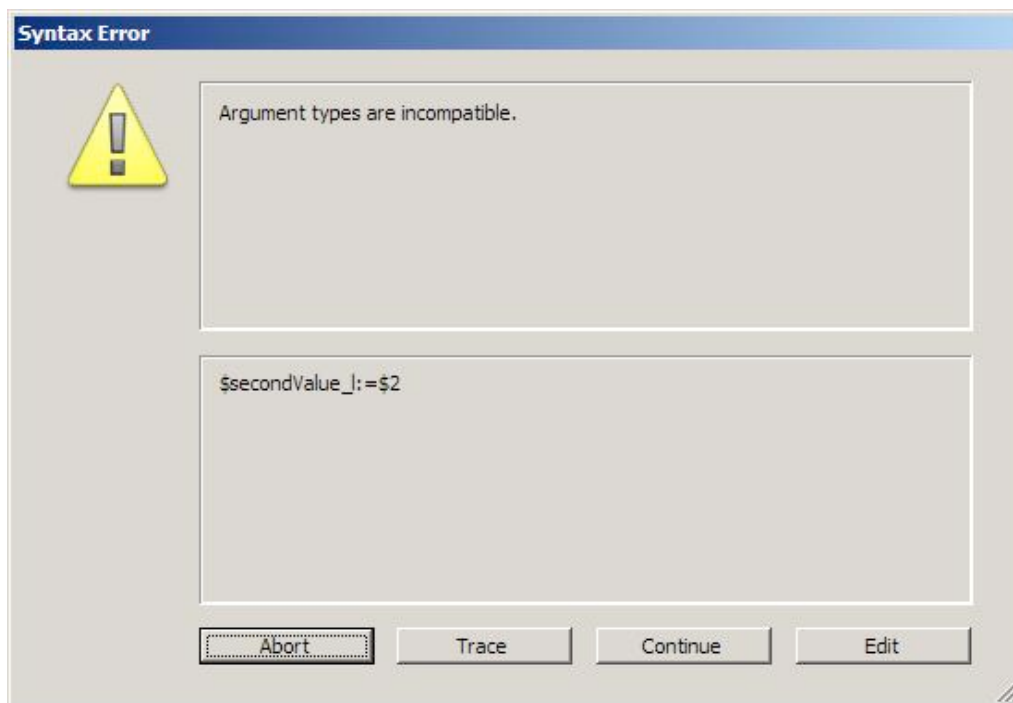 Syntax Error
Argument types are incompatible.
$secondValue_l:=$2
Abort
Trace
Continue
Edit